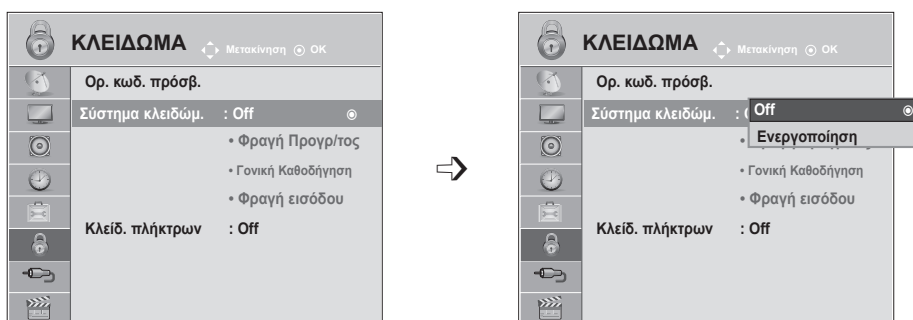 ΚΛΕΙΔΩΜΑ Μετακίνηση OK
Ορ. κωδ. πρόσβ.
Σύστημα κλειδώμ. : Off
• Φραγή Προγρ/τος
• Γονική Καθοδήγηση
• Φραγή εισόδου
Κλείδ. πλήκτρων : Off
ΚΛΕΙΔΩΜΑ Μετακίνηση OK
Ορ. κωδ. πρόσβ.
Σύστημα κλειδώμ. :
Off
Ενεργοποίηση
• Γονική Καθοδήγηση
• Φραγή εισόδου
Κλείδ. πλήκτρων : Off